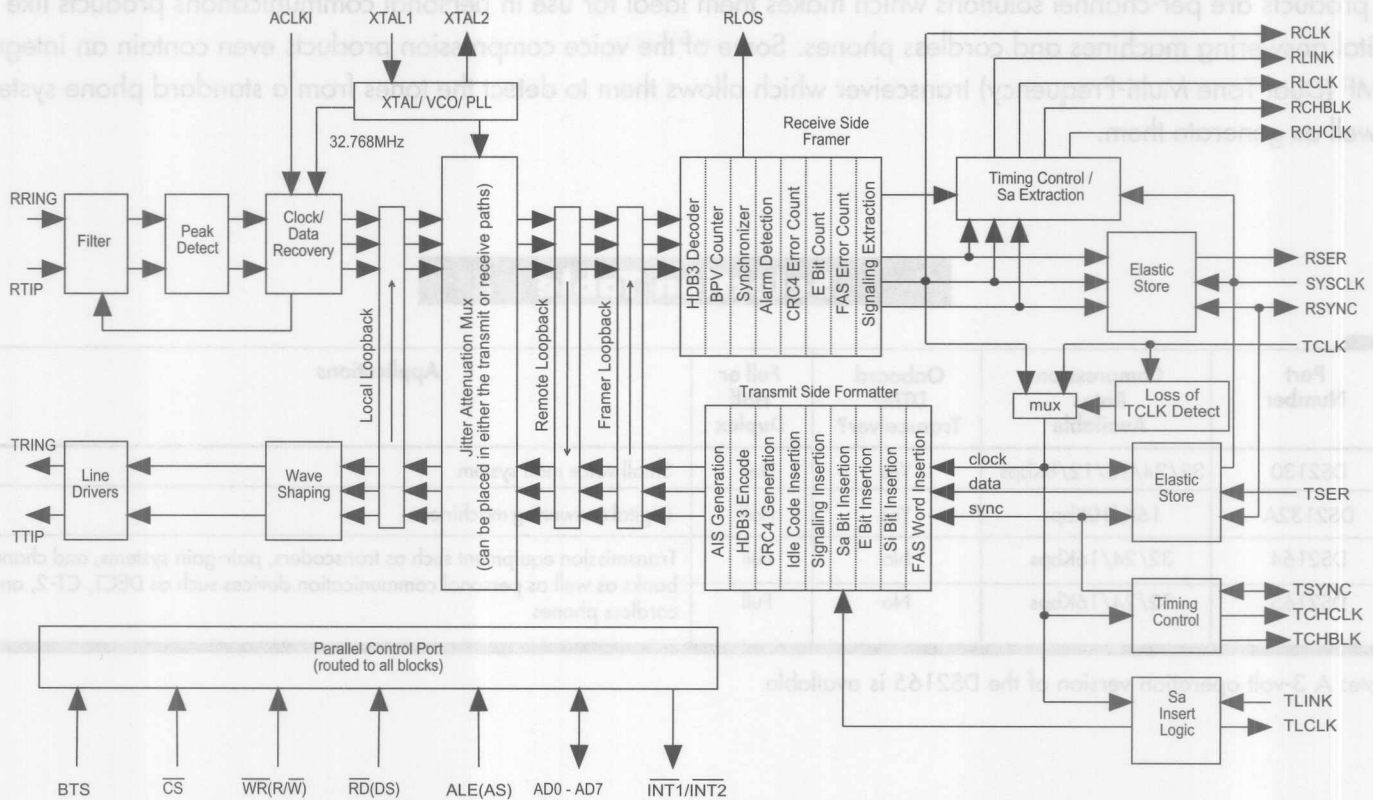 ACLKI
XTAL1
XTAL2
RLOS
RCLK
RLINK
RLCLK
RCHBLK
RCHCLK
XTAL/ VCO/ PLL
32.768MHz
Receive Side
Framer
RRING
RTIP
Filter
Peak
Detect
Clock/
Data
Recovery
Local Loopback
Jitter Attenuation Mux
(can be placed in either the transmit or receive paths)
Remote Loopback
Framer Loopback
HDB3 Decoder
BPV Counter
Synchronizer
Alarm Detection
CRC4 Error Count
E Bit Count
FAS Error Count
Signaling Extraction
Timing Control /
Sa Extraction
Elastic
Store
RSER
SYSCLK
RSYNC
TCLK
mux
Loss of
TCLK Detect
Transmit Side Formatter
TRING
TTIP
Line
Drivers
Wave
Shaping
AIS Generation
HDB3 Encode
CRC4 Generation
Idle Code Insertion
Signaling Insertion
Sa Bit Insertion
E Bit Insertion
Si Bit Insertion
FAS Word Insertion
clock
data
sync
Elastic
Store
TSER
Timing
Control
TSYNC
TCHCLK
TCHBLK
Sa
Insert
Logic
TLINK
TLCLK
Parallel Control Port
(routed to all blocks)
BTS
C̅S̅
W̅R̅(R/W̅)
R̅D̅(DS)
ALE(AS)
AD0 - AD7
I̅N̅T̅1̅/I̅N̅T̅2̅